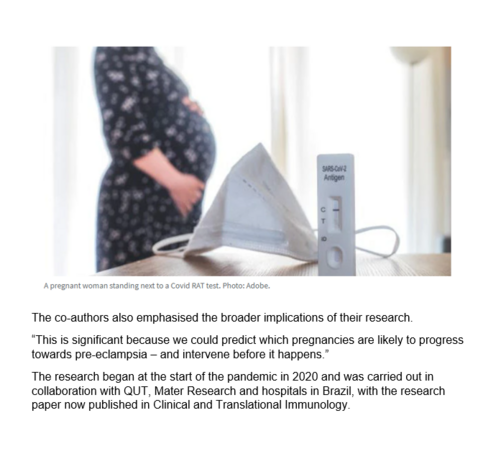 SARS-CoV-2
Antigen
C
T
A pregnant woman standing next to a Covid RAT test. Photo: Adobe.
The co-authors also emphasised the broader implications of their research.
“This is significant because we could predict which pregnancies are likely to progress
towards pre-eclampsia – and intervene before it happens.”
The research began at the start of the pandemic in 2020 and was carried out in
collaboration with QUT, Mater Research and hospitals in Brazil, with the research
paper now published in Clinical and Translational Immunology.